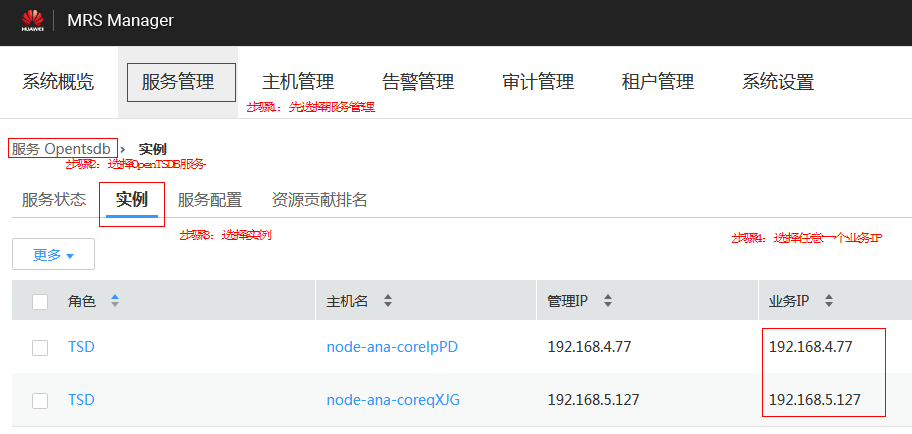 HUAWEI MRS Manager
系统概览 服务管理 主机管理 告警管理 审计管理 租户管理 系统设置
步骤1：先选择服务管理
服务 Opentsdb › 实例
步骤2：选择OpenTSDB服务
服务状态 实例 服务配置 资源贡献排名
步骤3：选择实例
步骤4：选择任意一个业务IP
更多
角色 主机名 管理IP 业务IP
TSD node-ana-coreIpPD 192.168.4.77 192.168.4.77
TSD node-ana-coreqXJG 192.168.5.127 192.168.5.127